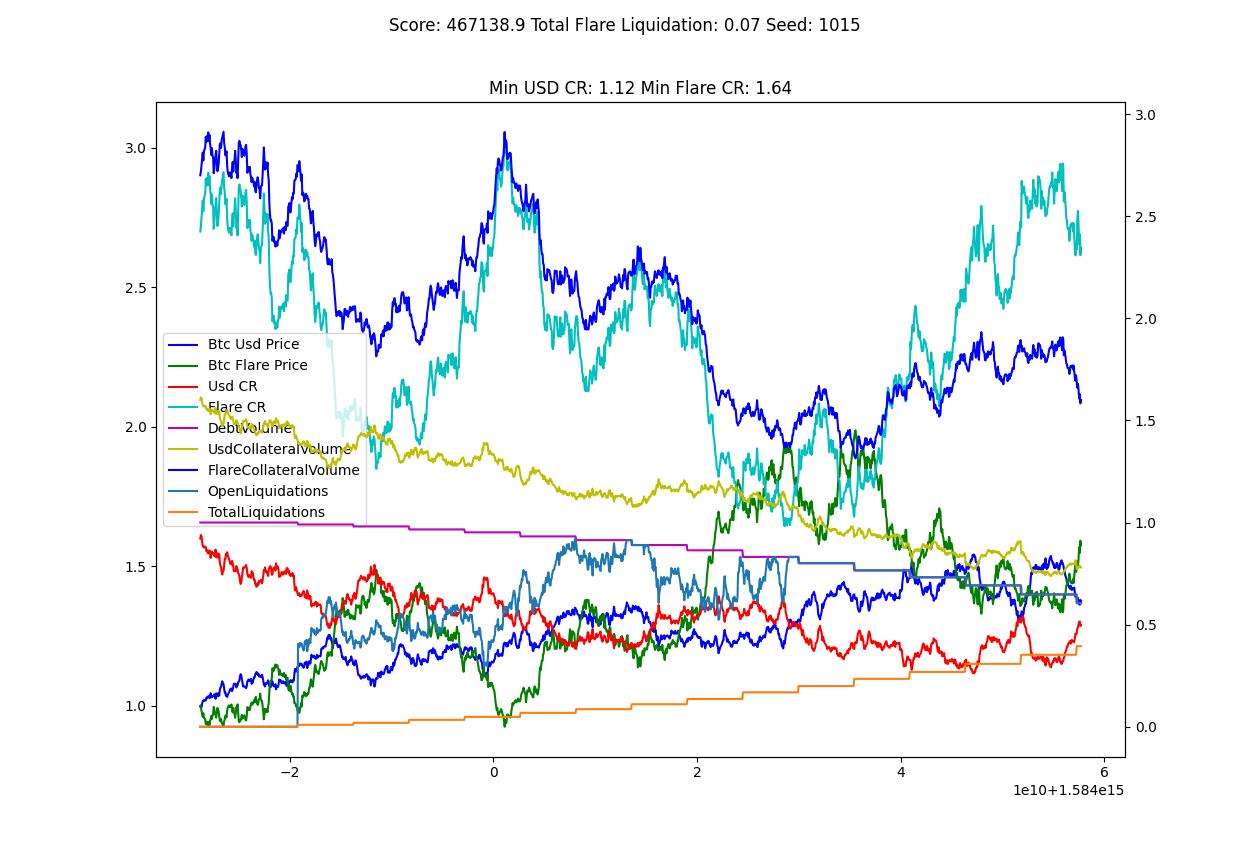 Score: 467138.9 Total Flare Liquidation: 0.07 Seed: 1015
Min USD CR: 1.12 Min Flare CR: 1.64
3.0
2.5
2.0
1.5
1.0
Btc Usd Price
Btc Flare Price
Usd CR
Flare CR
DebtVolume
UsdCollateralVolume
FlareCollateralVolume
OpenLiquidations
TotalLiquidations
3.0
2.5
2.0
1.5
1.0
0.5
0.0
−2 0 2 4 6
1e10+1.584e15